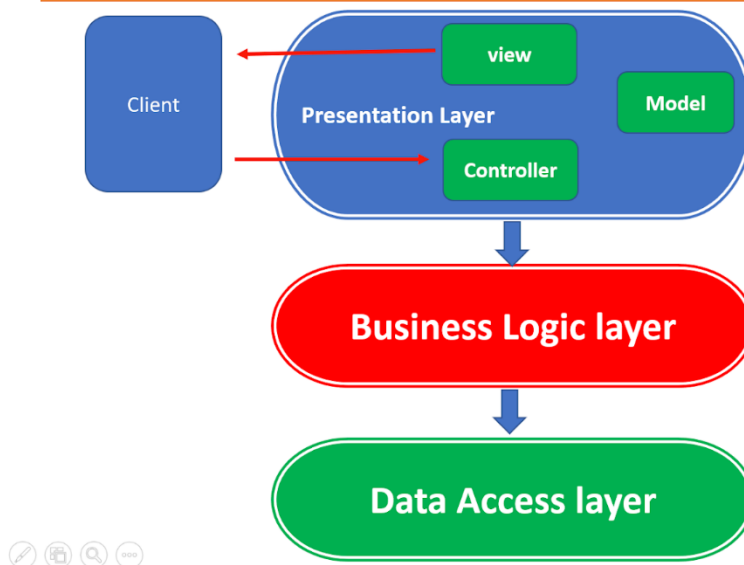 view
Client
Model
Presentation Layer
Controller
Business Logic layer
Data Access layer